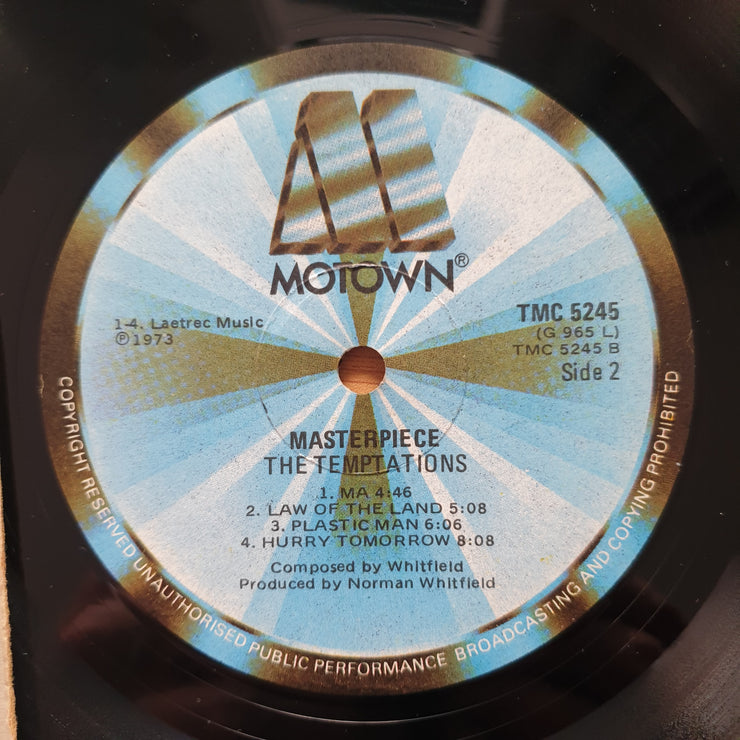 MOTOWN®
1-4. Laetrec Music
℗1973
TMC 5245
(G 965 L)
TMC 5245 B
Side 2
MASTERPIECE
THE TEMPTATIONS
1. MA 4:46
2. LAW OF THE LAND 5:08
3. PLASTIC MAN 6:06
4. HURRY TOMORROW 8:08
Composed by Whitfield
Produced by Norman Whitfield
COPYRIGHT RESERVED UNAUTHORISED PUBLIC PERFORMANCE BROADCASTING AND COPYING PROHIBITED